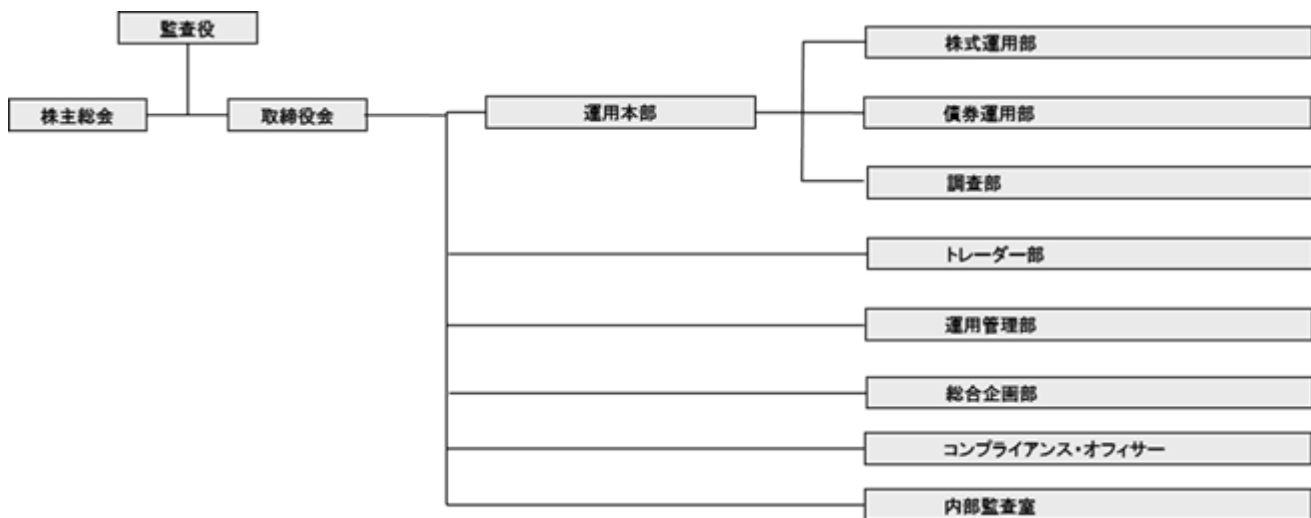 監査役
株主総会
取締役会
運用本部
株式運用部
債券運用部
調査部
トレーダー部
運用管理部
総合企画部
コンプライアンス・オフィサー
内部監査室